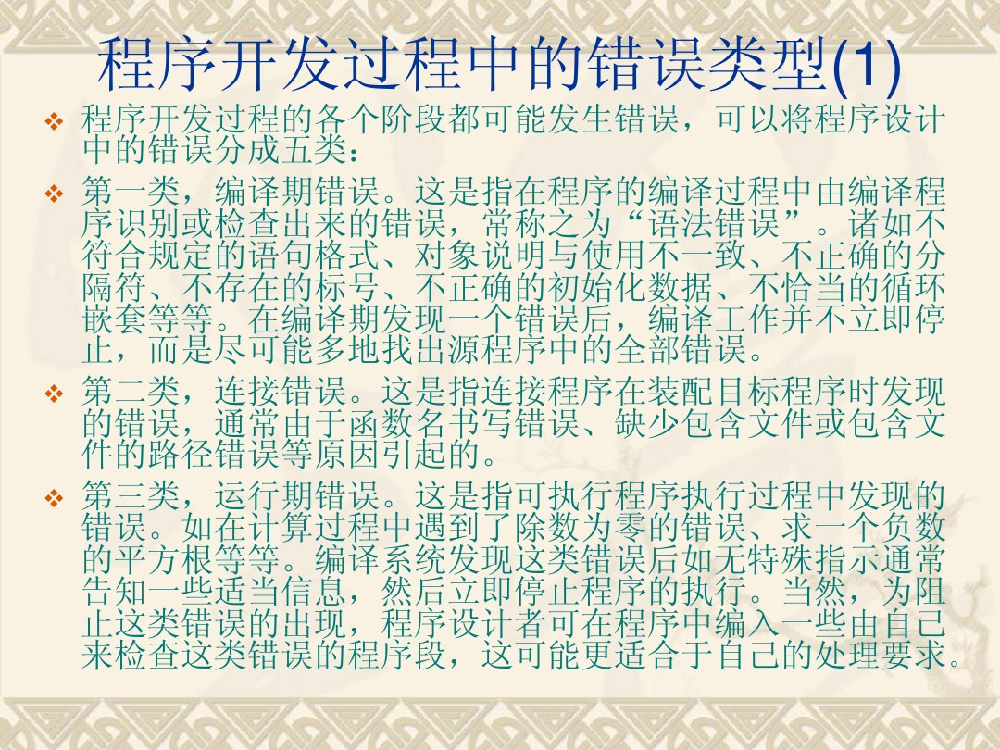 程序开发过程中的错误类型(1)
程序开发过程的各个阶段都可能发生错误，可以将程序设计
中的错误分成五类：
第一类，编译期错误。这是指在程序的编译过程中由编译程
序识别或检查出来的错误，常称之为“语法错误”。诸如不
符合规定的语句格式、对象说明与使用不一致、不正确的分
隔符、不存在的标号、不正确的初始化数据、不恰当的循环
嵌套等等。在编译期发现一个错误后，编译工作并不立即停
止，而是尽可能多地找出源程序中的全部错误。
第二类，连接错误。这是指连接程序在装配目标程序时发现
的错误，通常由于函数名书写错误、缺少包含文件或包含文
件的路径错误等原因引起的。
第三类，运行期错误。这是指可执行程序执行过程中发现的
错误。如在计算过程中遇到了除数为零的错误、求一个负数
的平方根等等。编译系统发现这类错误后如无特殊指示通常
告知一些适当信息，然后立即停止程序的执行。当然，为阻
止这类错误的出现，程序设计者可在程序中编入一些由自己
来检查这类错误的程序段，这可能更适合于自己的处理要求。